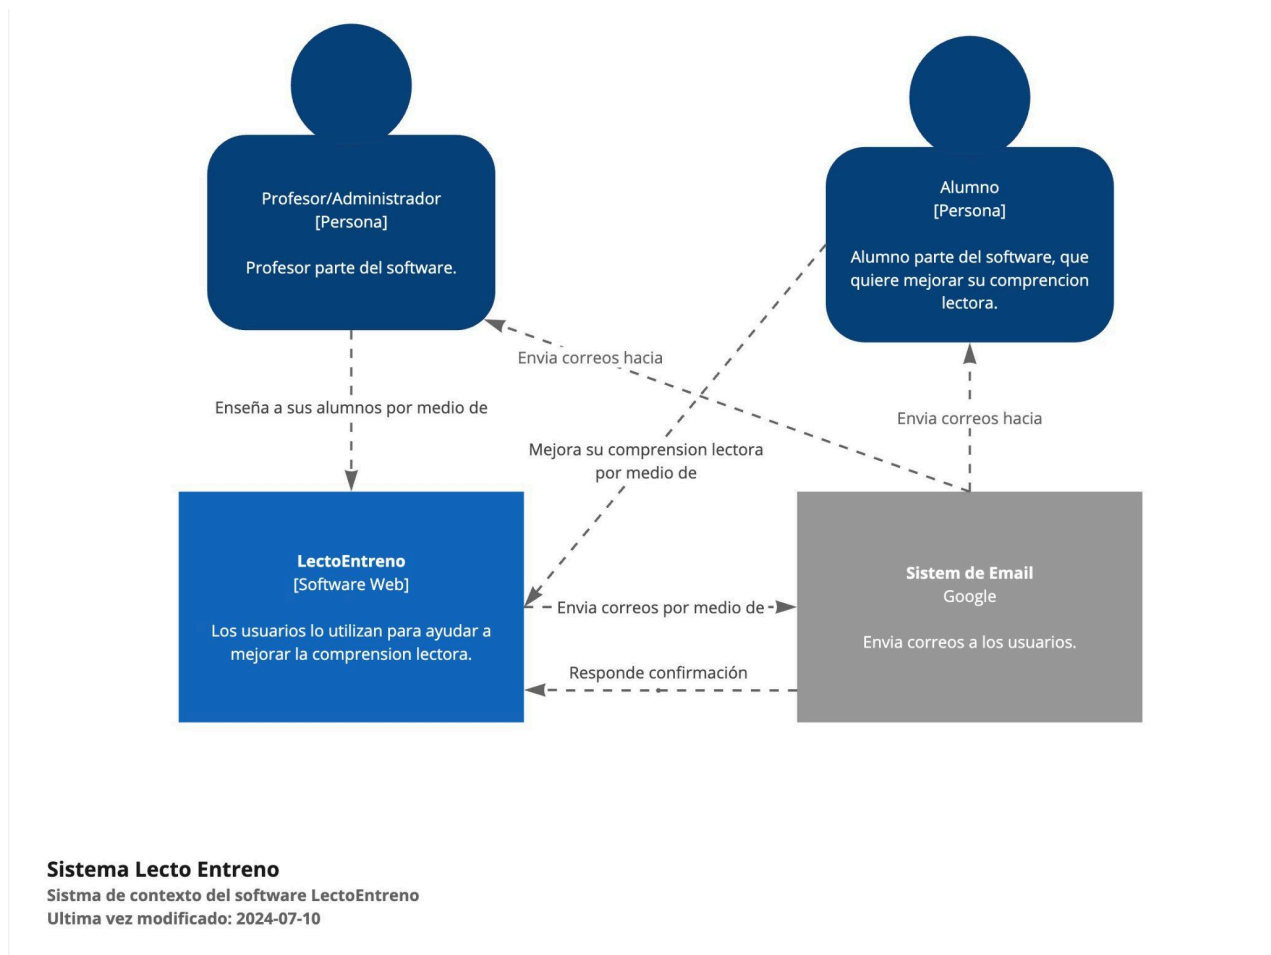 Profesor/Administrador
[Persona]
Profesor parte del software.
Alumno
[Persona]
Alumno parte del software, que
quiere mejorar su comprencion
lectora.
Envia correos hacia
Enseña a sus alumnos por medio de
Envia correos hacia
Mejora su comprension lectora
por medio de
LectoEntreno
[Software Web]
Los usuarios lo utilizan para ayudar a
mejorar la comprension lectora.
Envia correos por medio de
Responde confirmación
Sistem de Email
Google
Envia correos a los usuarios.
Sistema Lecto Entreno
Sistma de contexto del software LectoEntreno
Ultima vez modificado: 2024-07-10